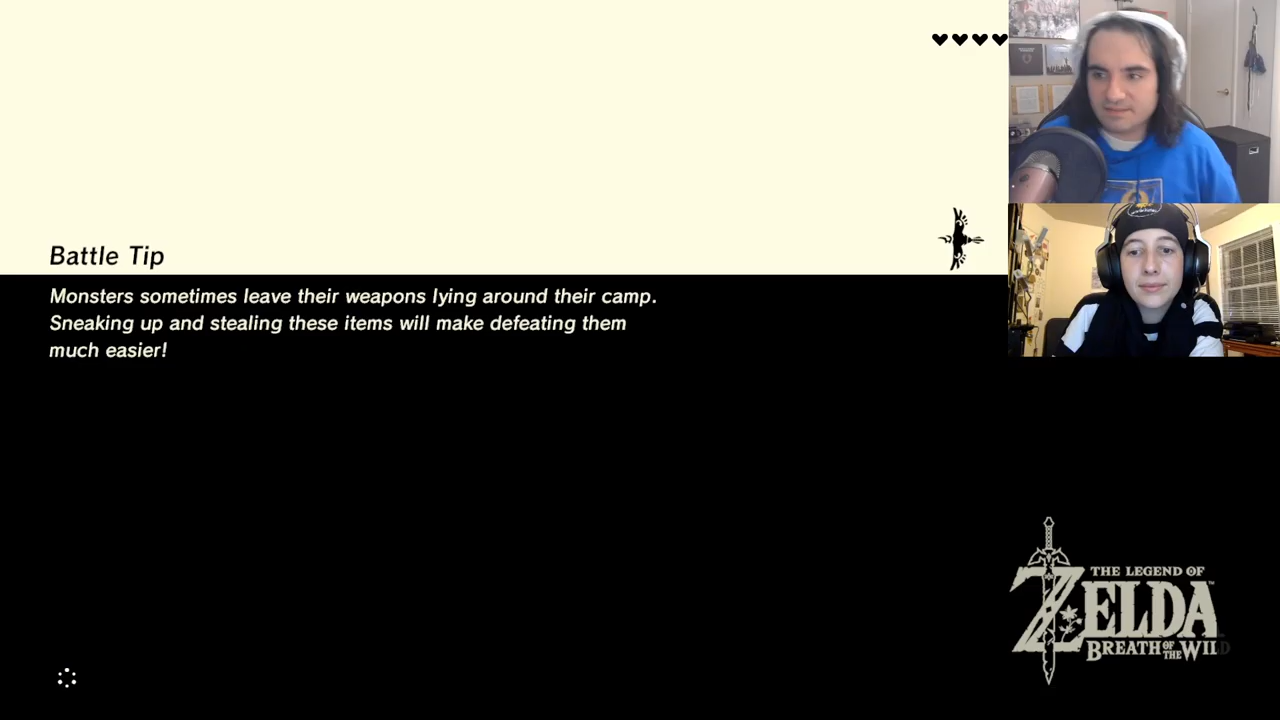 Battle Tip
Monsters sometimes leave their weapons lying around their camp.
Sneaking up and stealing these items will make defeating them
much easier!
THE LEGEND OF
ZELDA
BREATH OF THE WILD